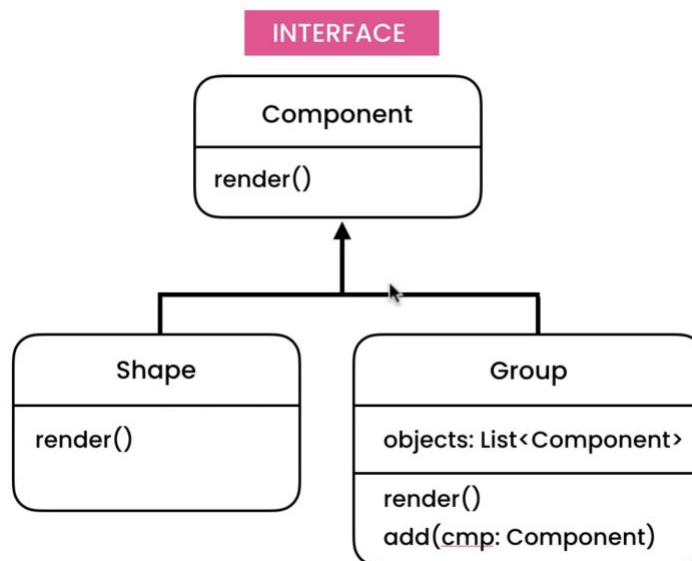 INTERFACE
Component
render()
Shape
render()
Group
objects: List<Component>
render()
add(cmp: Component)